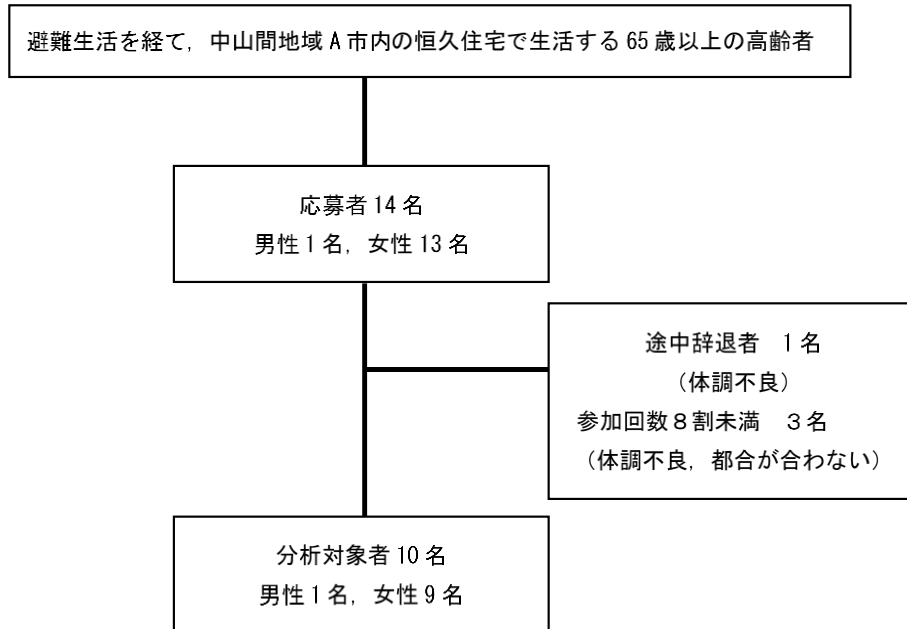 避難生活を経て，中山間地域A市内の恒久住宅で生活する65歳以上の高齢者
応募者14名
男性1名，女性13名
途中辞退者　1名
（体調不良）
参加回数８割未満　３名
（体調不良，都合が合わない）
分析対象者10名
男性1名，女性9名